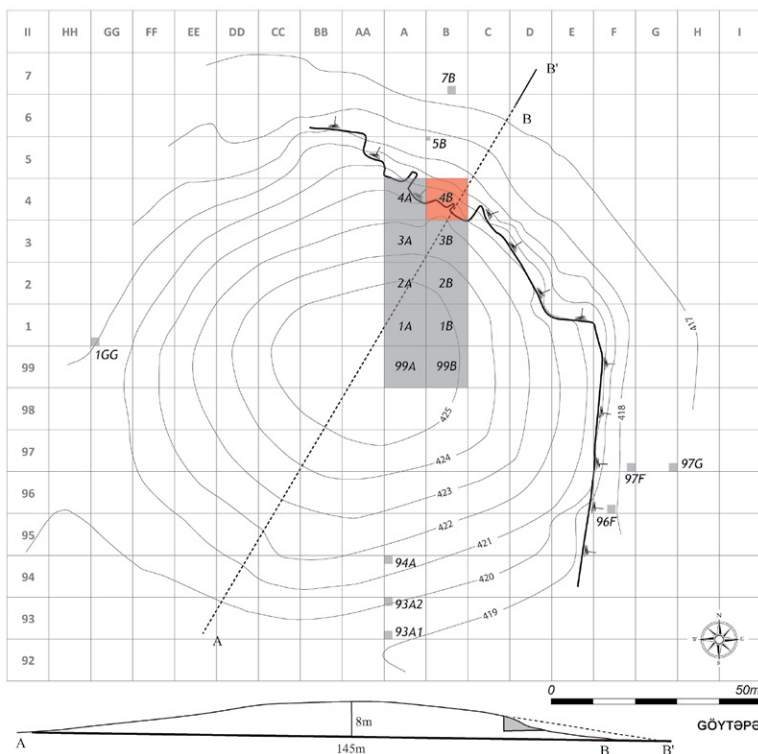 II HH GG FF EE DD CC BB AA A B C D E F G H I
7 7B B'
6 B
5 5B
4 4A 4B
3 3A 3B
2 2A 2B
1 1A 1B 417
1GG
99 99A 99B
98 425 418
97 424 97F 97G
96 423 96F
95 422 421
94 94A 420
93 93A2 419
A 93A1
92
N
W E
S
0 50m
8m GÖYTƏPƏ
A 145m B B'